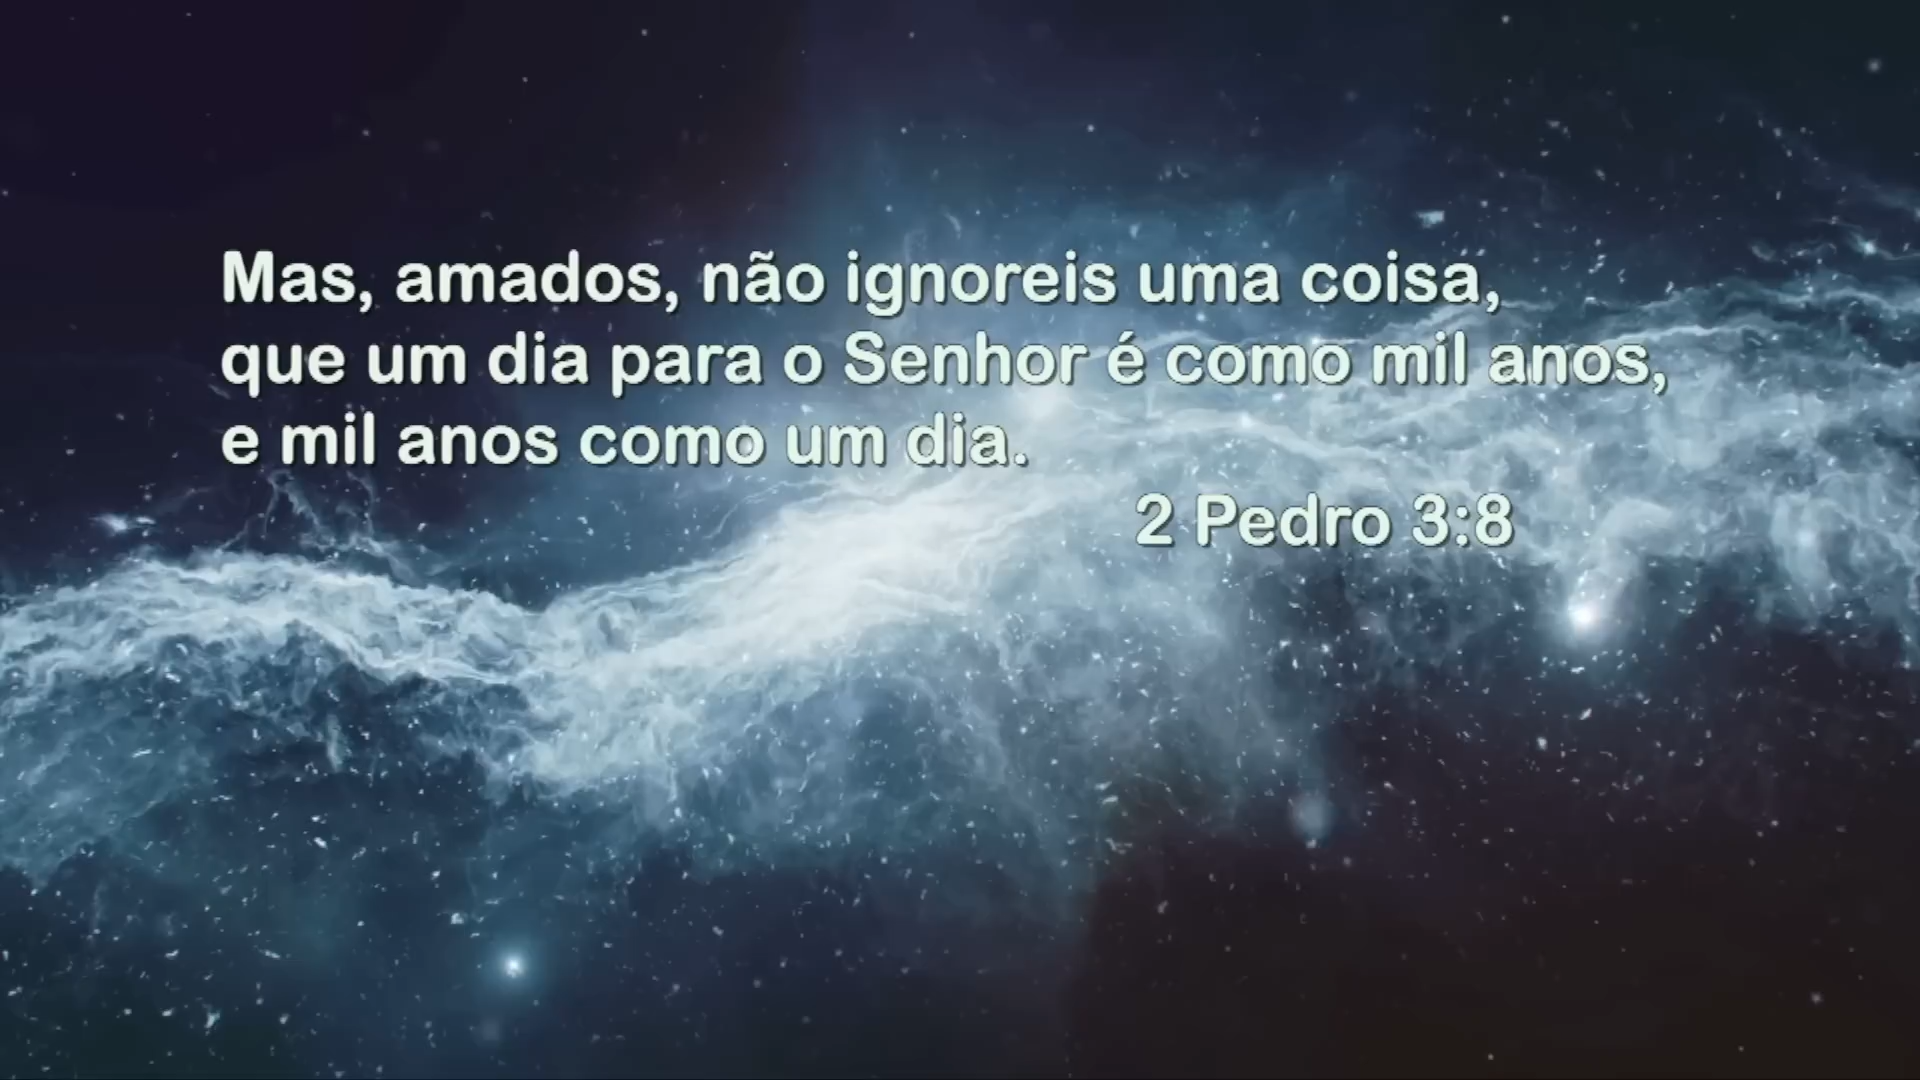 Mas, amados, não ignoreis uma coisa,
que um dia para o Senhor é como mil anos,
e mil anos como um dia.
2 Pedro 3:8